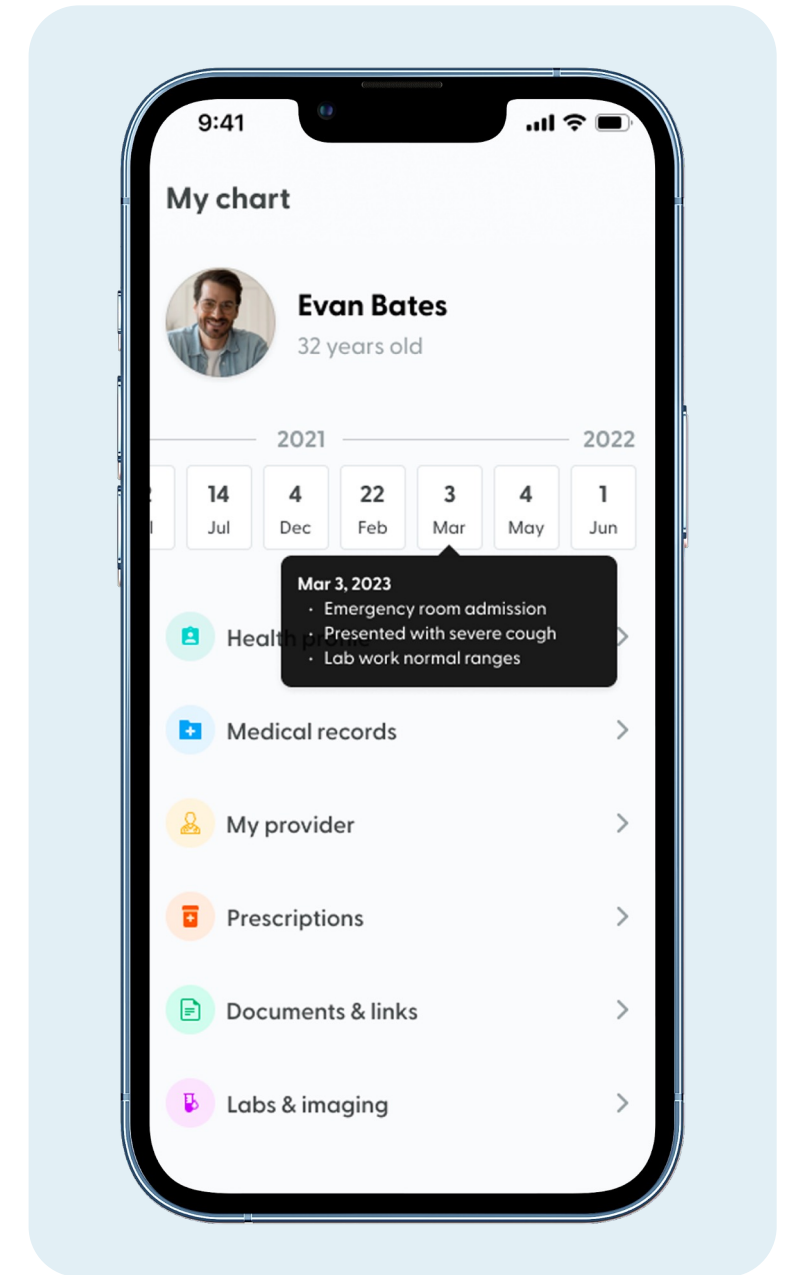 9:41
My chart
Evan Bates
32 years old
2021 2022
14 4 22 3 4 1
Jul Dec Feb Mar May Jun
Mar 3, 2023
· Emergency room admission
· Presented with severe cough
· Lab work normal ranges
Health profile
Medical records
My provider
Prescriptions
Documents & links
Labs & imaging